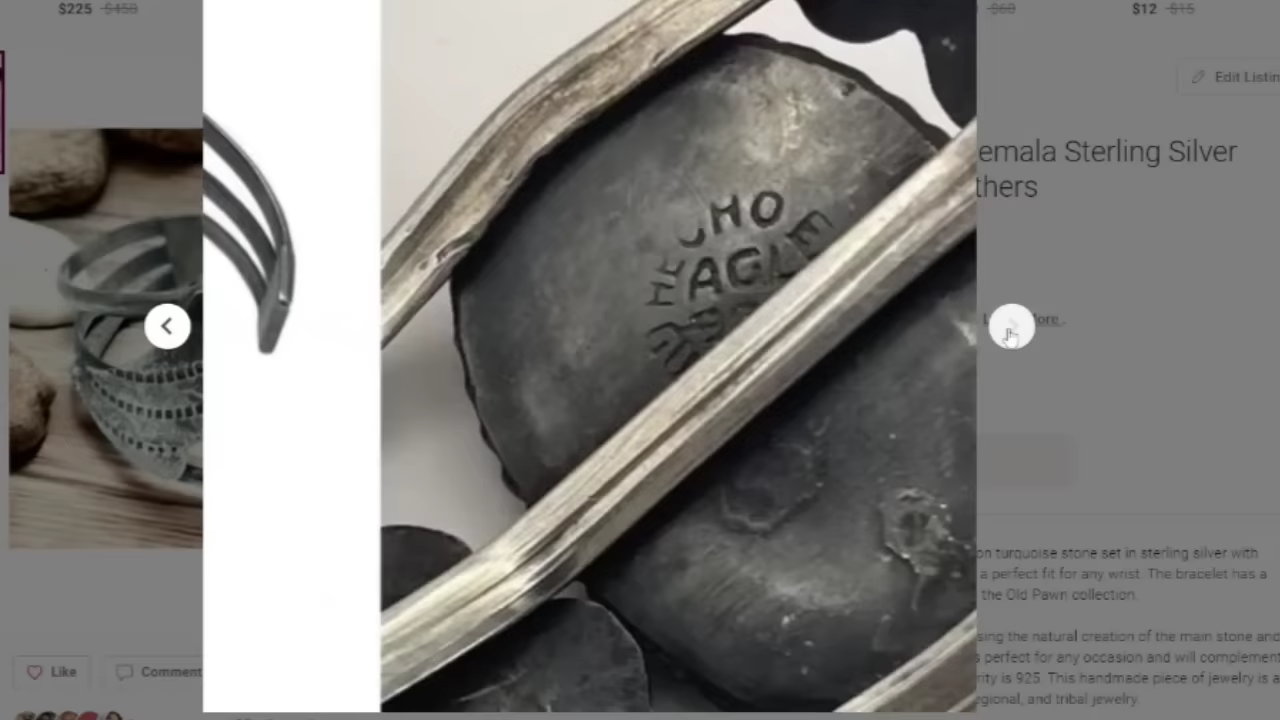 $225 $450
$60
$12 $15
Edit Listin
emala Sterling Silver
thers
HO
EAGLE
ore.
on turquoise stone set in sterling silver with
a perfect fit for any wrist. The bracelet has a
the Old Pawn collection.
sing the natural creation of the main stone and
s perfect for any occasion and will complement
rity is 925. This handmade piece of jewelry is a
egional, and tribal jewelry.
Like
Comment